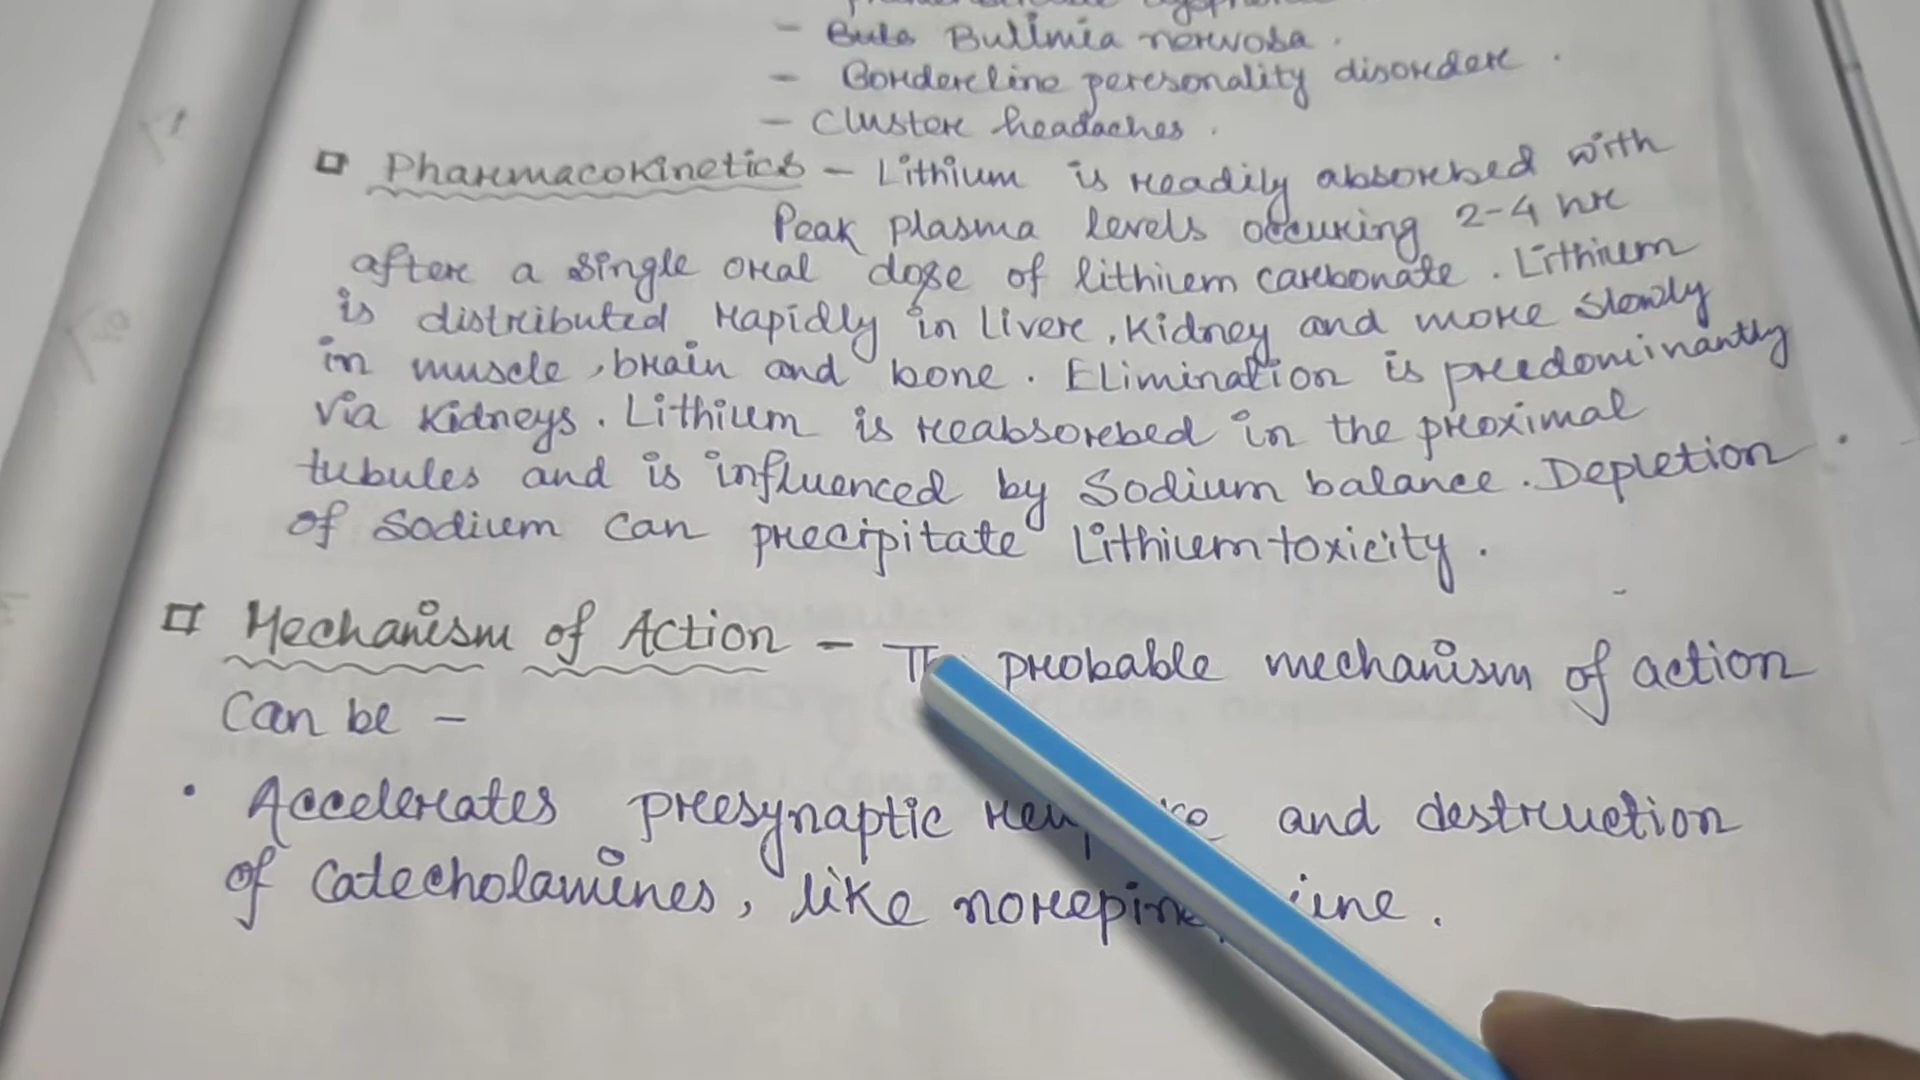 - Bulimia nervosa.
- Borderline personality disorder.
- Cluster headaches.
Pharmacokinetics - Lithium is readily absorbed with
Peak plasma levels occuring 2-4 hr
after a single oral dose of lithium carbonate. Lithium
is distributed rapidly in liver, kidney and more slowly
in muscle, brain and bone. Elimination is predominantly
via kidneys. Lithium is reabsorbed in the proximal
tubules and is influenced by Sodium balance. Depletion
of Sodium can precipitate Lithium toxicity.
Mechanism of Action - probable mechanism of action
Can be -
• Accelerates presynaptic and destruction
of Catecholamines, like